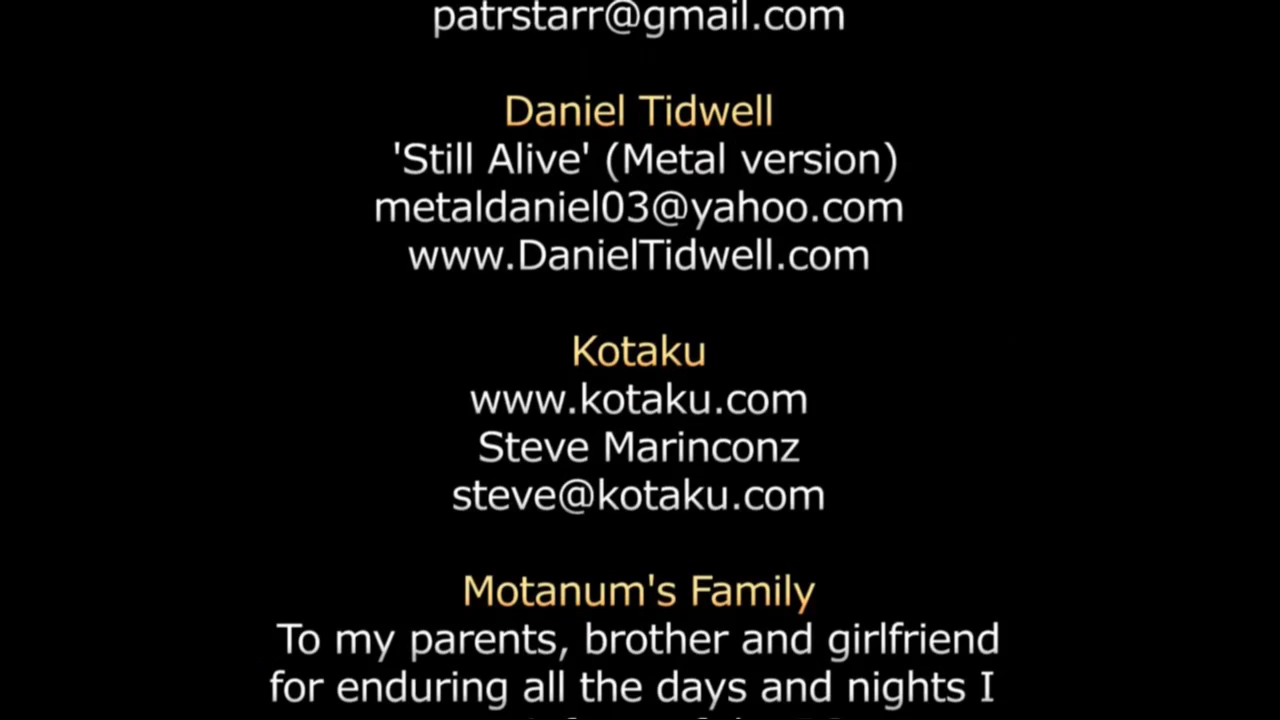 patrstarr@gmail.com
Daniel Tidwell
'Still Alive' (Metal version)
metaldaniel03@yahoo.com
www.DanielTidwell.com
Kotaku
www.kotaku.com
Steve Marinconz
steve@kotaku.com
Motanum's Family
To my parents, brother and girlfriend
for enduring all the days and nights I